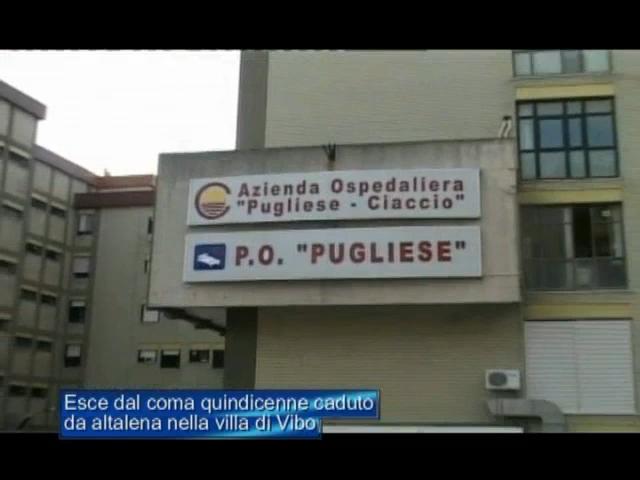 Azienda Ospedaliera
"Pugliese - Ciaccio"
P.O. "PUGLIESE"
Esce dal coma quindicenne caduto
da altalena nella villa di Vibo